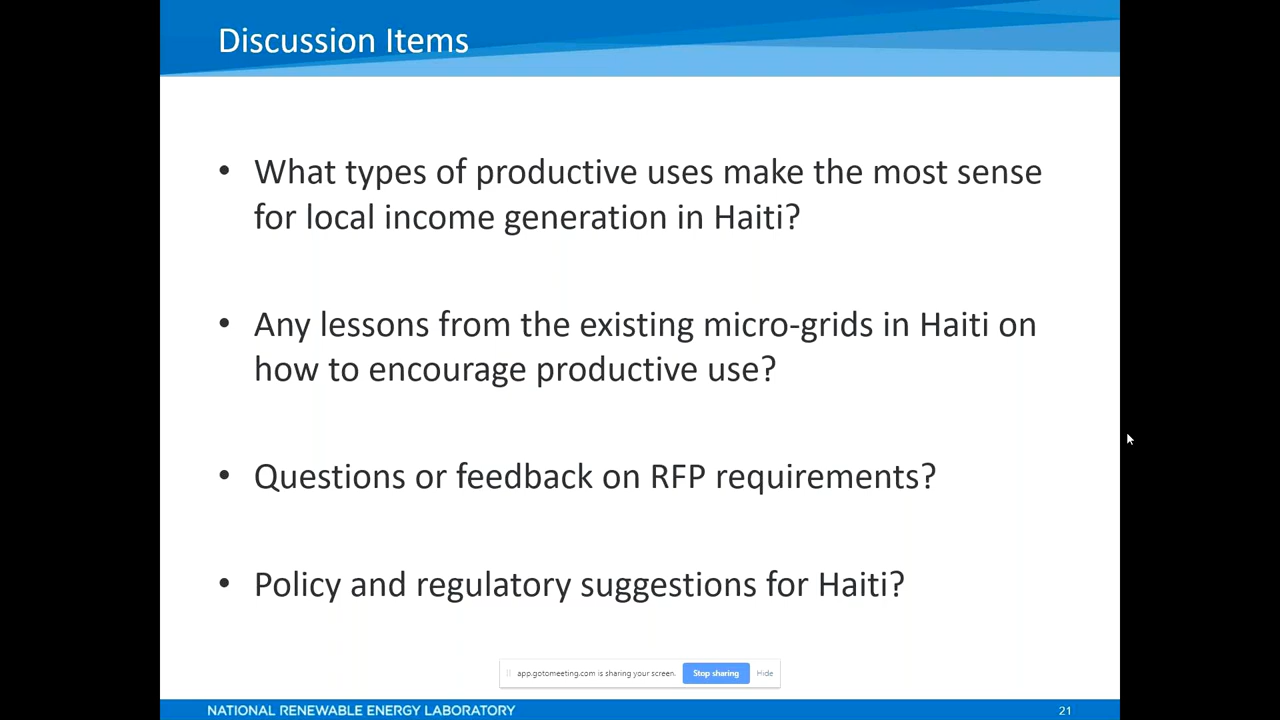 Discussion Items
• What types of productive uses make the most sense
for local income generation in Haiti?
• Any lessons from the existing micro-grids in Haiti on
how to encourage productive use?
• Questions or feedback on RFP requirements?
• Policy and regulatory suggestions for Haiti?
app.gotomeeting.com is sharing your screen. Stop sharing Hide
NATIONAL RENEWABLE ENERGY LABORATORY 21